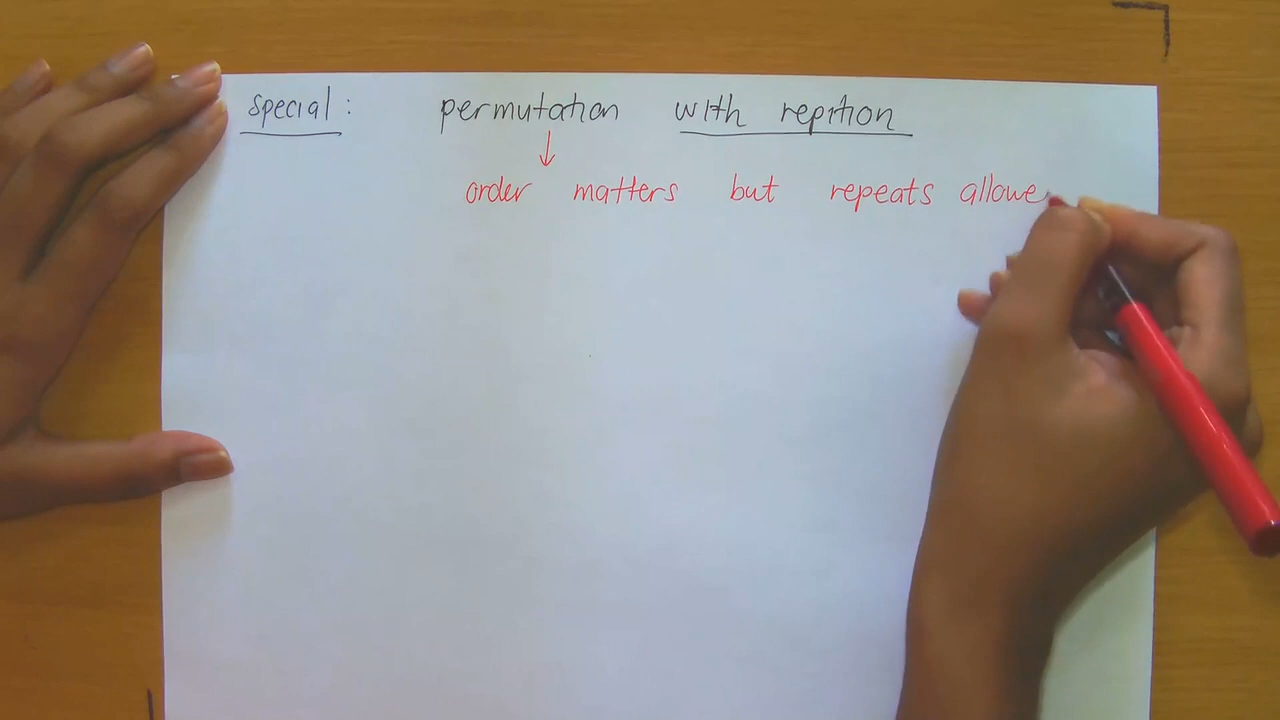 special: permutation with repition
order matters but repeats allowe